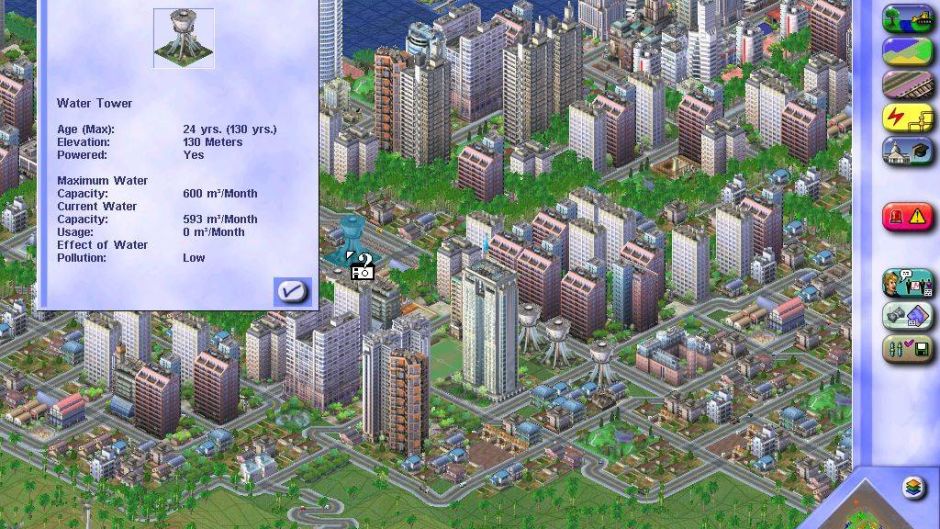 Water Tower
Age (Max): 24 yrs. (130 yrs.)
Elevation: 130 Meters
Powered: Yes
Maximum Water
Capacity: 600 m³/Month
Current Water
Capacity: 593 m³/Month
Usage: 0 m³/Month
Effect of Water
Pollution: Low
?